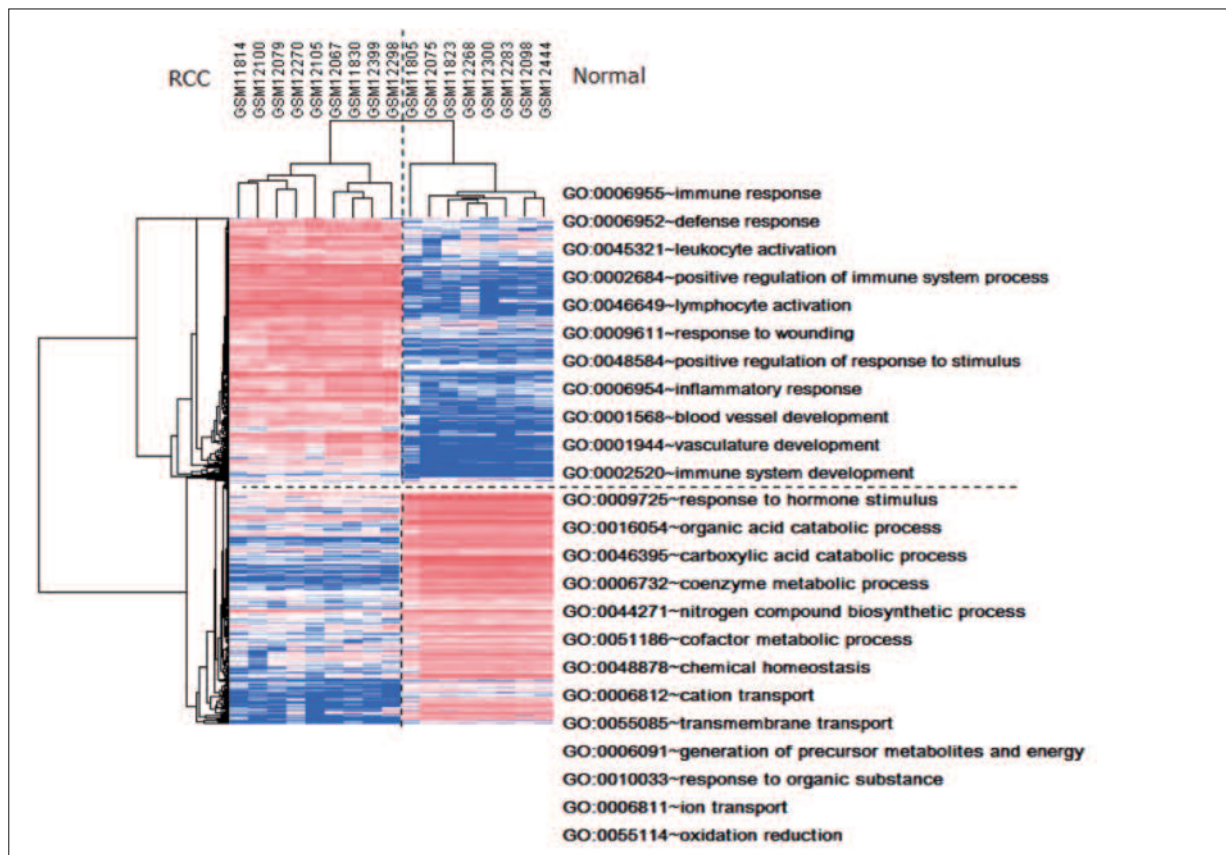 RCC
GSM11814
GSM12100
GSM12079
GSM12270
GSM12105
GSM12067
GSM11830
GSM12399
GSM12298
GSM11805
GSM12075
GSM11823
GSM12268
GSM12300
GSM12283
GSM12098
GSM12444
Normal
GO:0006955~immune response
GO:0006952~defense response
GO:0045321~leukocyte activation
GO:0002684~positive regulation of immune system process
GO:0046649~lymphocyte activation
GO:0009611~response to wounding
GO:0048584~positive regulation of response to stimulus
GO:0006954~inflammatory response
GO:0001568~blood vessel development
GO:0001944~vasculature development
GO:0002520~immune system development
GO:0009725~response to hormone stimulus
GO:0016054~organic acid catabolic process
GO:0046395~carboxylic acid catabolic process
GO:0006732~coenzyme metabolic process
GO:0044271~nitrogen compound biosynthetic process
GO:0051186~cofactor metabolic process
GO:0048878~chemical homeostasis
GO:0006812~cation transport
GO:0055085~transmembrane transport
GO:0006091~generation of precursor metabolites and energy
GO:0010033~response to organic substance
GO:0006811~ion transport
GO:0055114~oxidation reduction